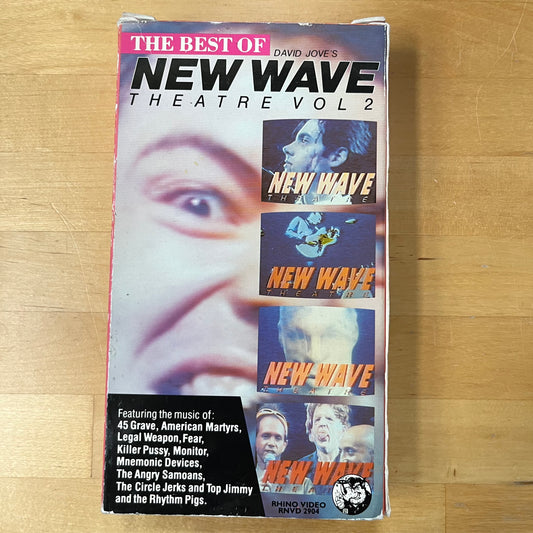 THE BEST OF
DAVID JOVE'S
NEW WAVE
THEATRE VOL 2
NEW WAVE
THEATRE
NEW WAVE
THEATRE
NEW WAVE
THEATRE
NEW WAVE
THEATRE
Featuring the music of:
45 Grave, American Martyrs,
Legal Weapon, Fear,
Killer Pussy, Monitor,
Mnemonic Devices,
The Angry Samoans,
The Circle Jerks and Top Jimmy
and the Rhythm Pigs.
RHINO VIDEO
RNVD 2904